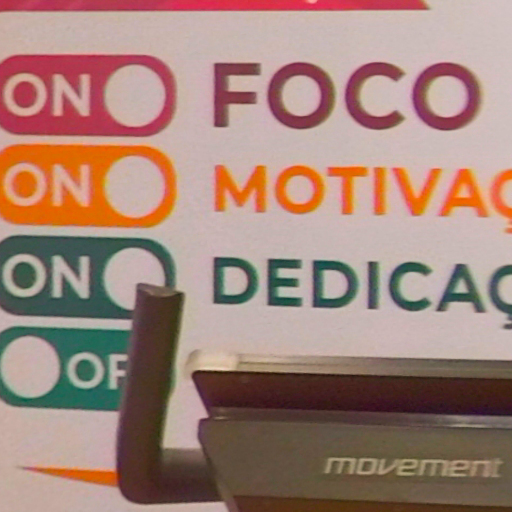 ON FOCO
ON MOTIVAÇ
ON DEDICAÇ
OF
movement